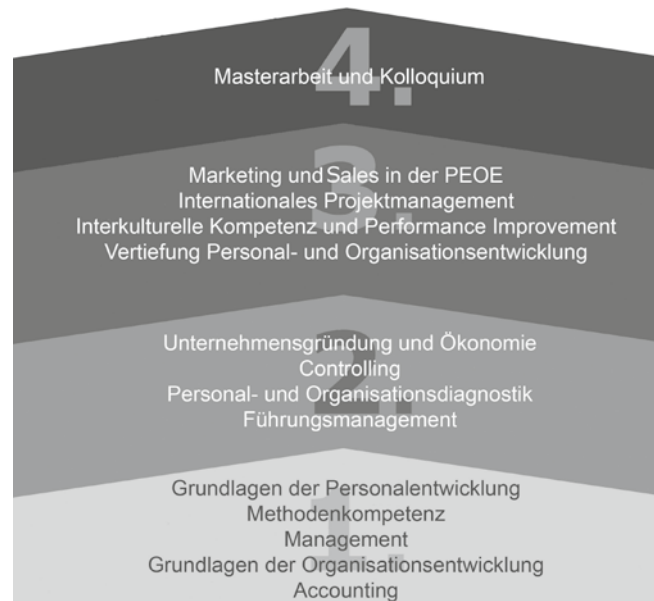 4.
Masterarbeit und Kolloquium
3.
Marketing und Sales in der PEOE
Internationales Projektmanagement
Interkulturelle Kompetenz und Performance Improvement
Vertiefung Personal- und Organisationsentwicklung
2.
Unternehmensgründung und Ökonomie
Controlling
Personal- und Organisationsdiagnostik
Führungsmanagement
1.
Grundlagen der Personalentwicklung
Methodenkompetenz
Management
Grundlagen der Organisationsentwicklung
Accounting